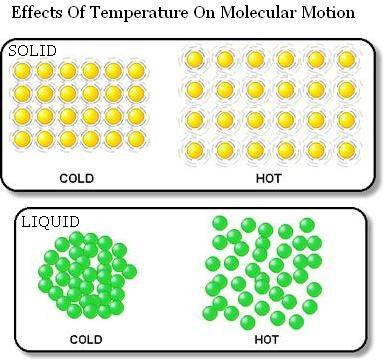 Effects Of Temperature On Molecular Motion
SOLID
COLD HOT
LIQUID
COLD HOT